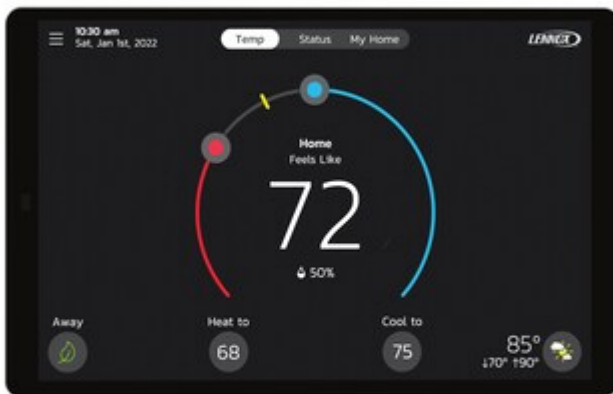 10:30 am
Sat, Jan 1st, 2022
Temp Status My Home
LENNOX
Home
Feels Like
72
50%
Away
Heat to
68
Cool to
75
85°
↓70° ↑90°